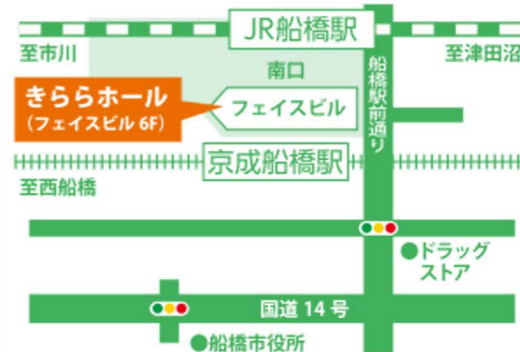 JR船橋駅
至市川
至津田沼
南口
きららホール
(フェイスビル 6F)
フェイスビル
船橋駅前通り
京成船橋駅
至西船橋
●ドラッグ
ストア
国道 14 号
●船橋市役所